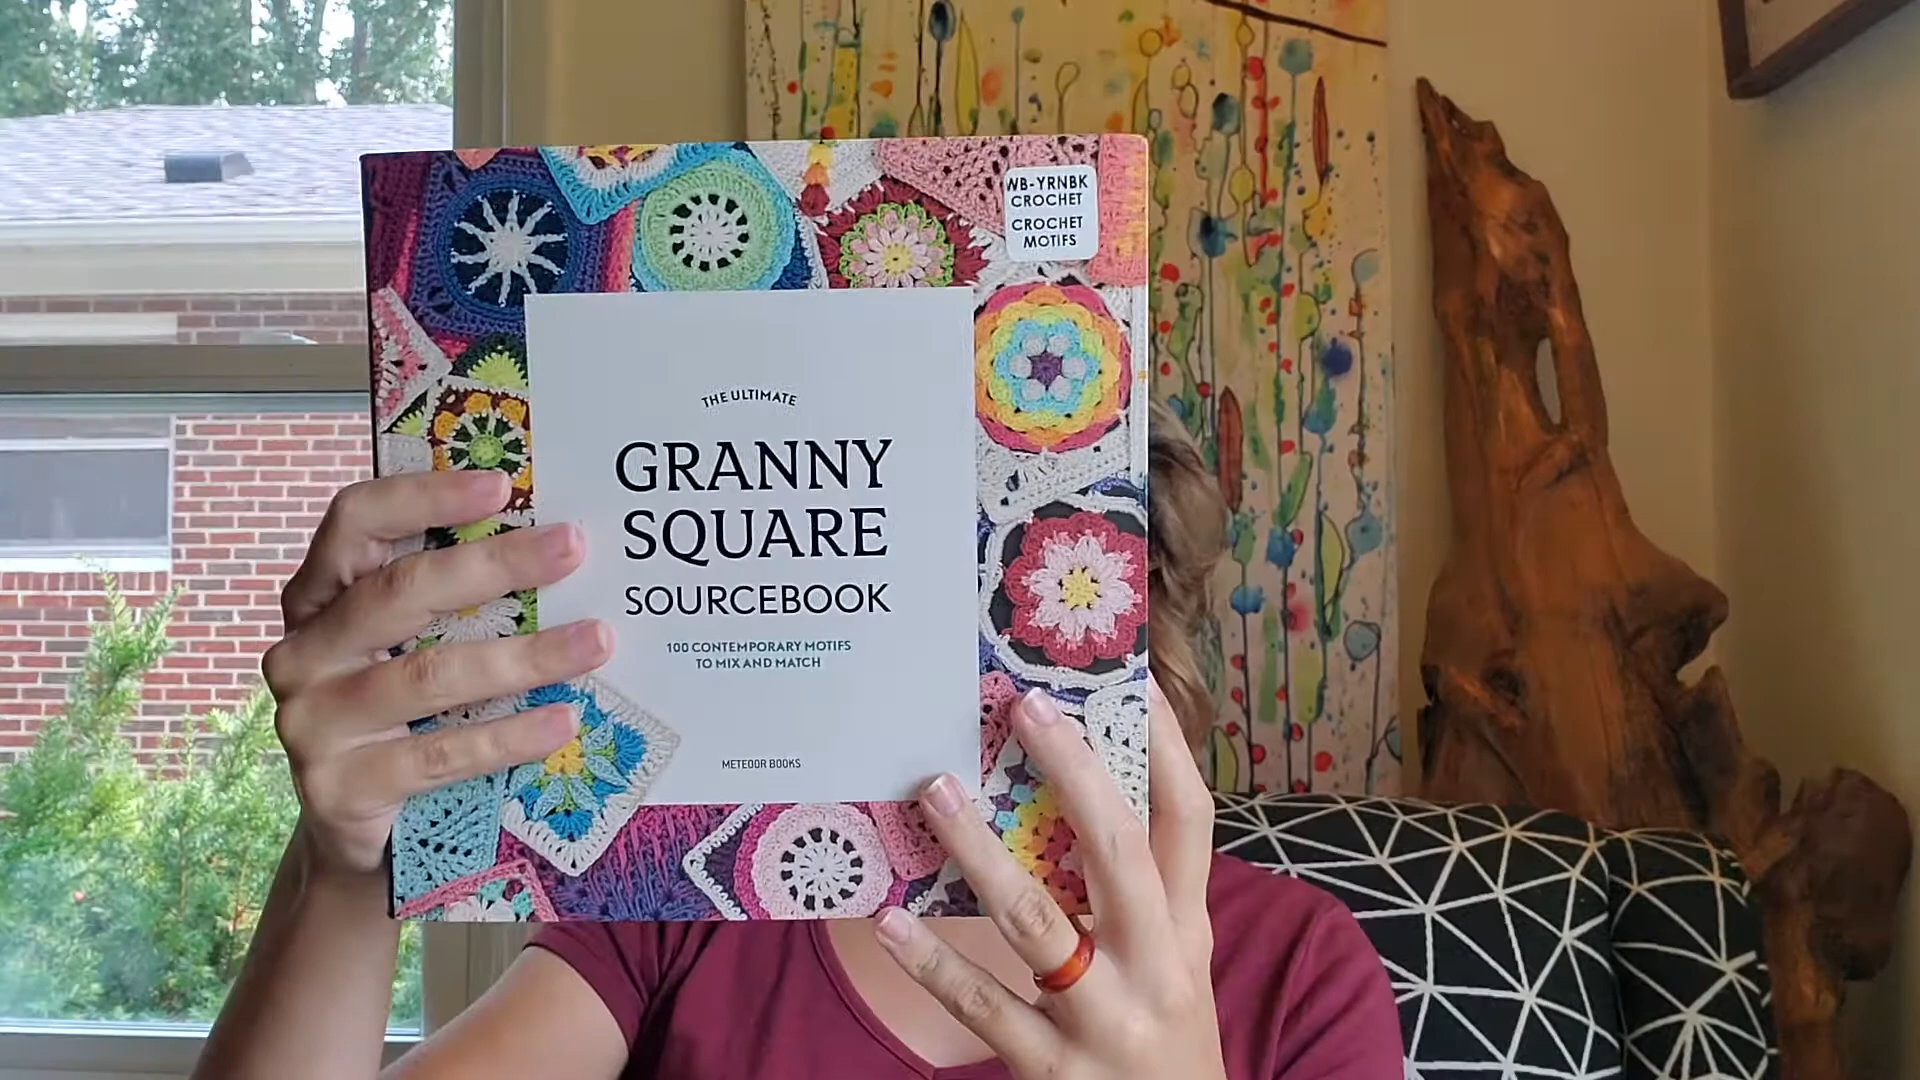 WB-YRNBK
CROCHET
CROCHET
MOTIFS
THE ULTIMATE
GRANNY
SQUARE
SOURCEBOOK
100 CONTEMPORARY MOTIFS
TO MIX AND MATCH
METEOOR BOOKS